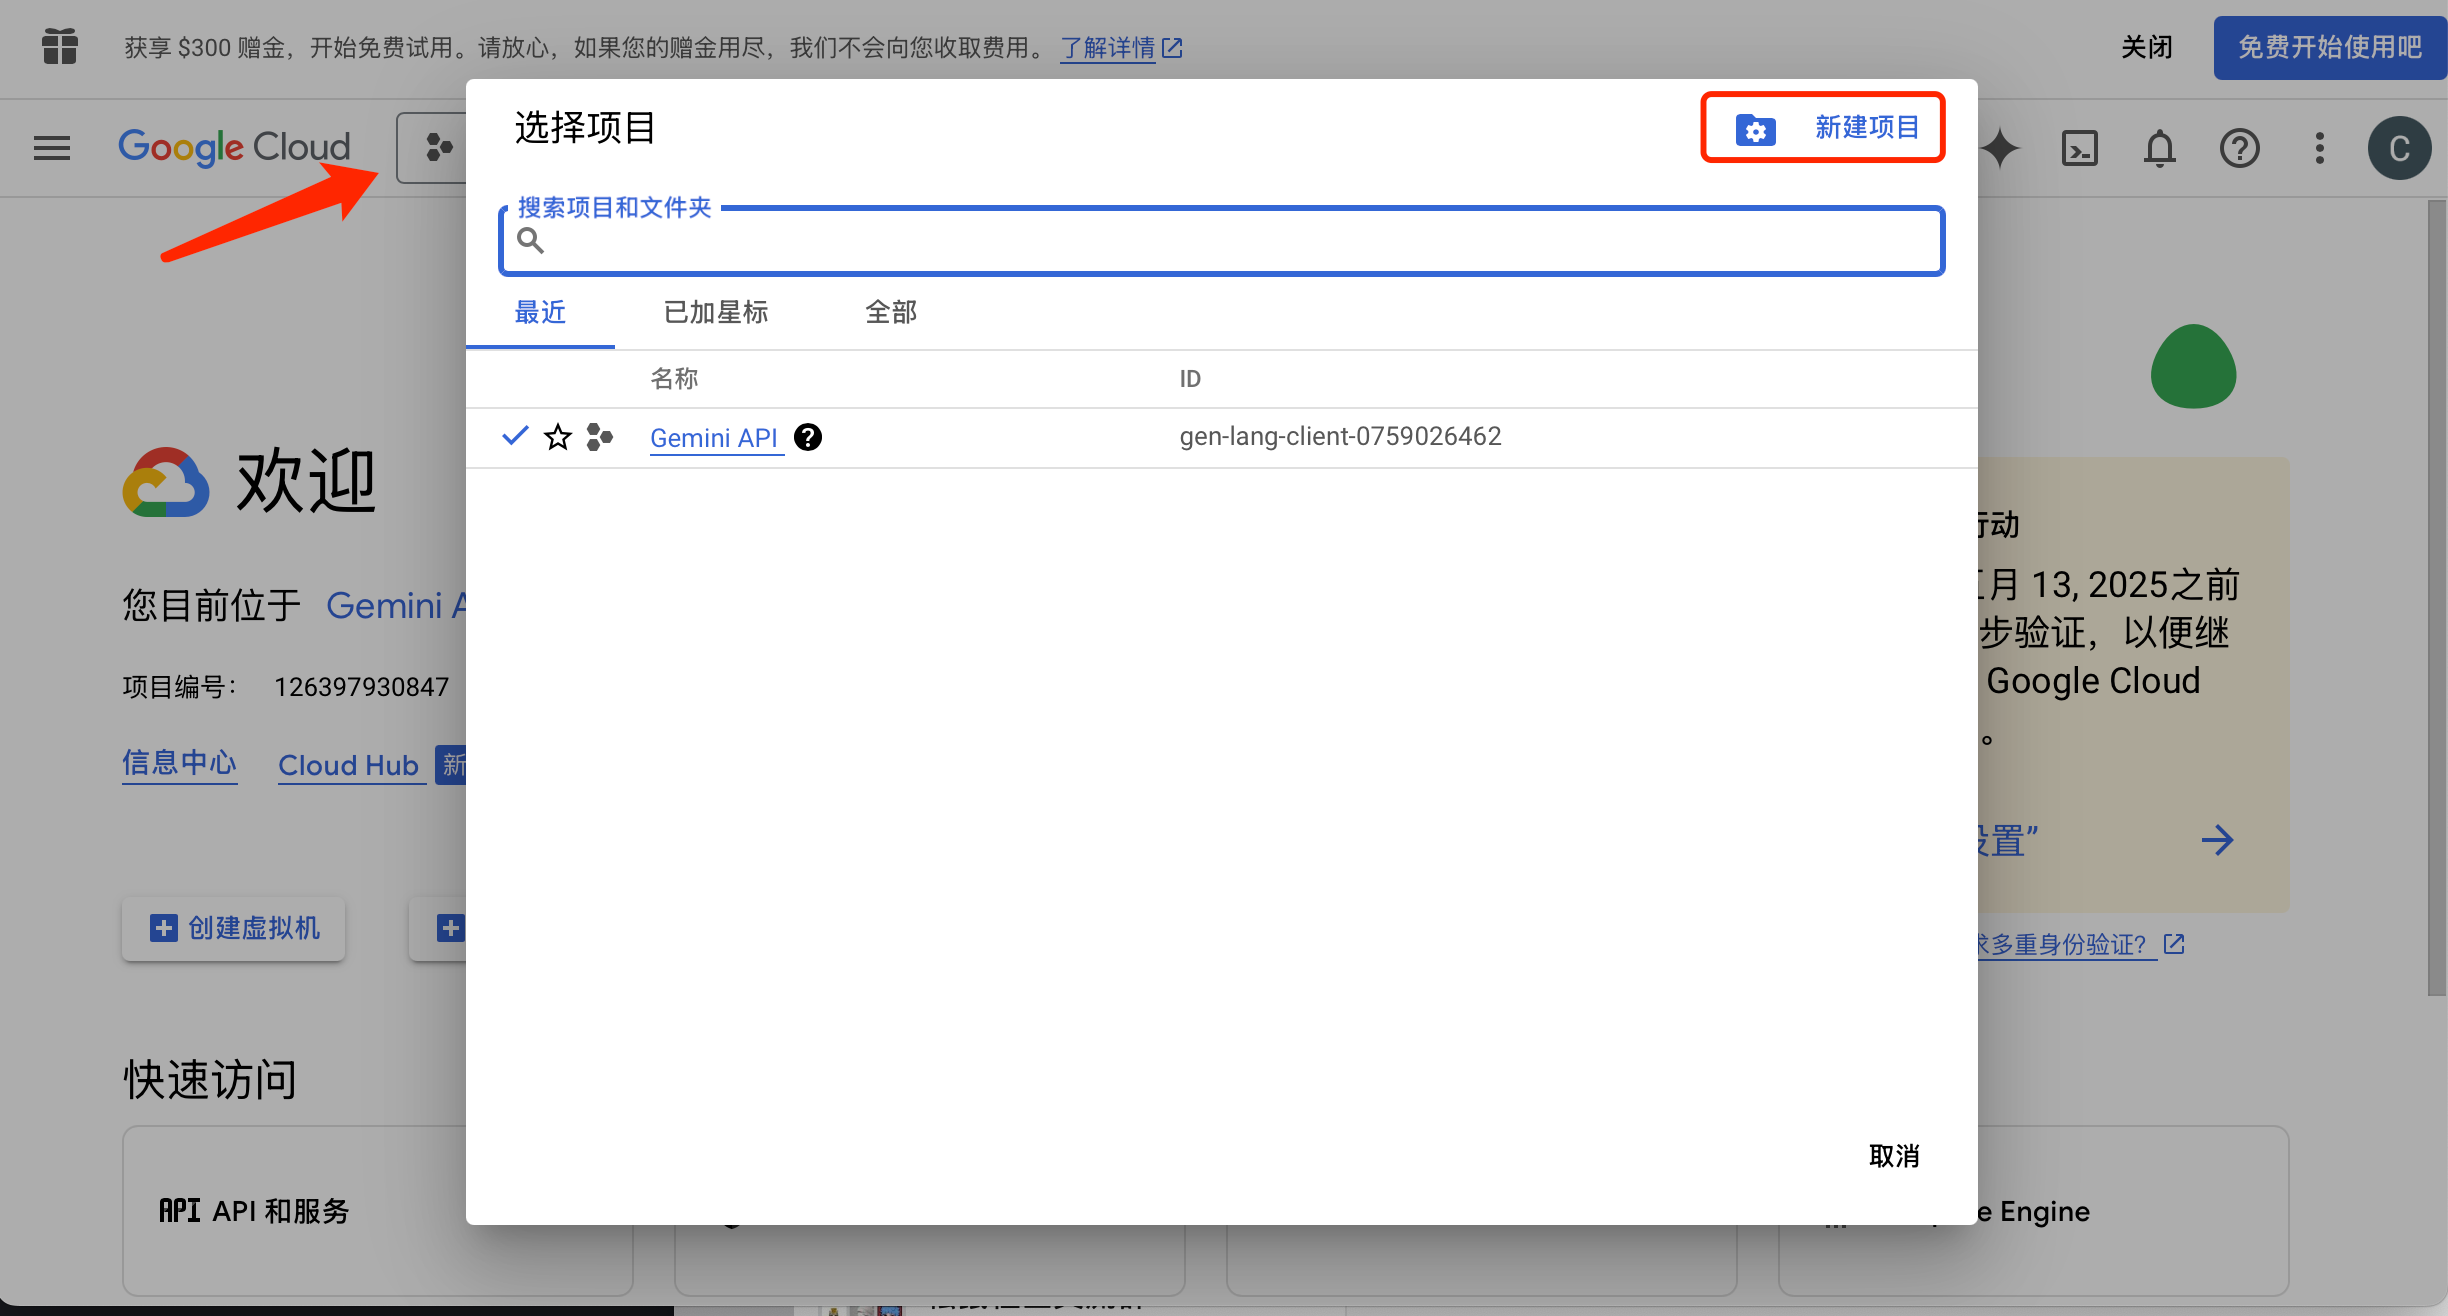 获享 $300 赠金，开始免费试用。请放心，如果您的赠金用尽，我们不会向您收取费用。 了解详情
关闭
免费开始使用吧
Google Cloud
选择项目
新建项目
C
搜索项目和文件夹
最近
已加星标
全部
名称
ID
Gemini API
gen-lang-client-0759026462
欢迎
您目前位于 Gemini A
项目编号： 126397930847
信息中心
Cloud Hub
新
创建虚拟机
行动
月 13, 2025之前
步验证，以便继
Google Cloud
。
设置”
求多重身份验证?
快速访问
取消
API API 和服务
e Engine